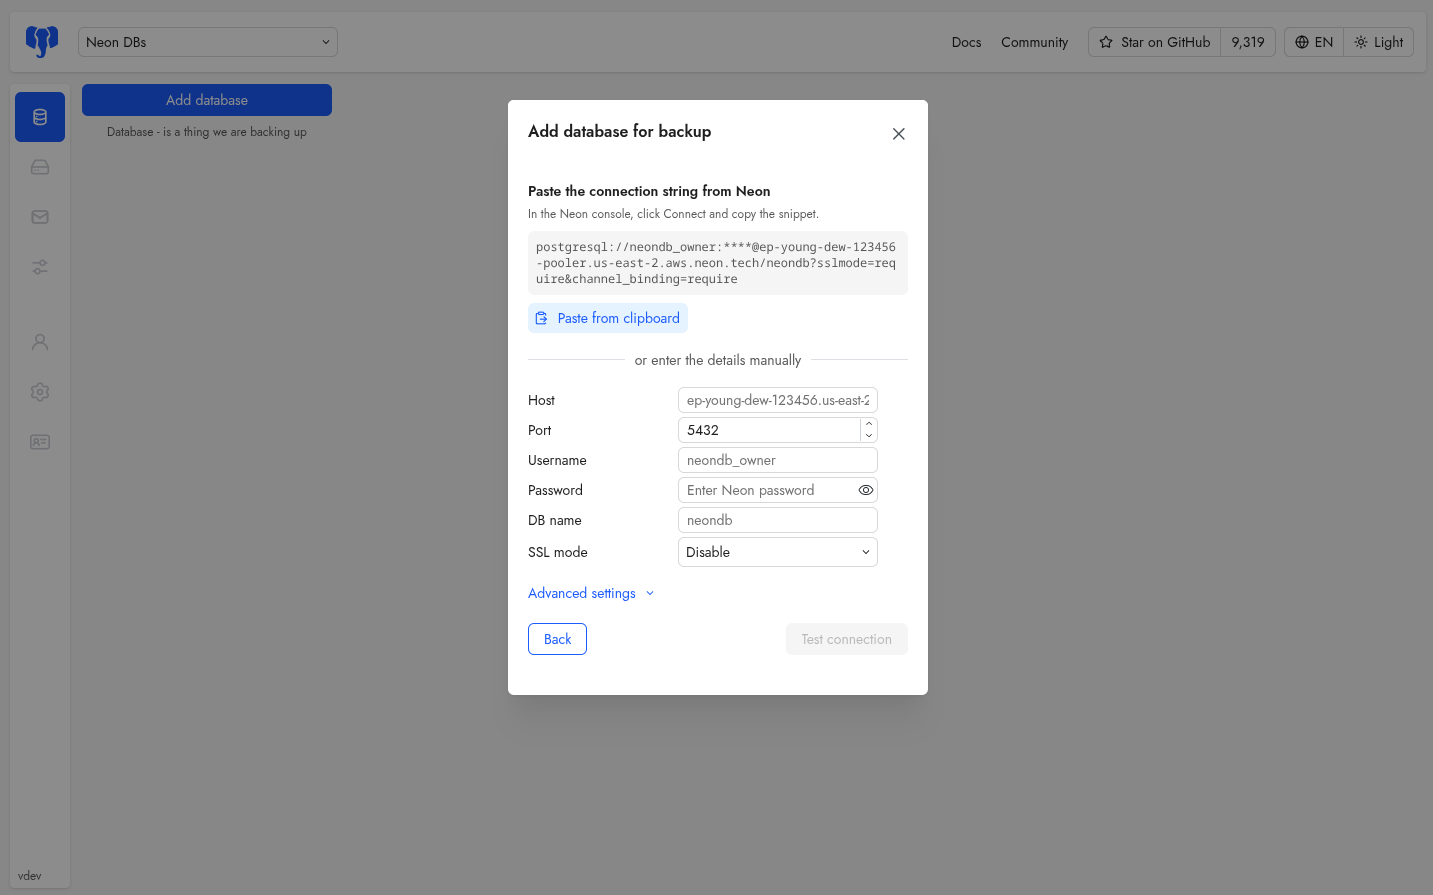 Neon DBs
Docs
Community
Star on GitHub
9,319
EN
Light
Add database
Database - is a thing we are backing up
Add database for backup
Paste the connection string from Neon
In the Neon console, click Connect and copy the snippet.
postgresql://neondb_owner:****@ep-young-dew-123456
-pooler.us-east-2.aws.neon.tech/neondb?sslmode=req
uire&channel_binding=require
Paste from clipboard
or enter the details manually
Host
ep-young-dew-123456.us-east-2
Port
5432
Username
neondb_owner
Password
Enter Neon password
DB name
neondb
SSL mode
Disable
Advanced settings
Back
Test connection
vdev